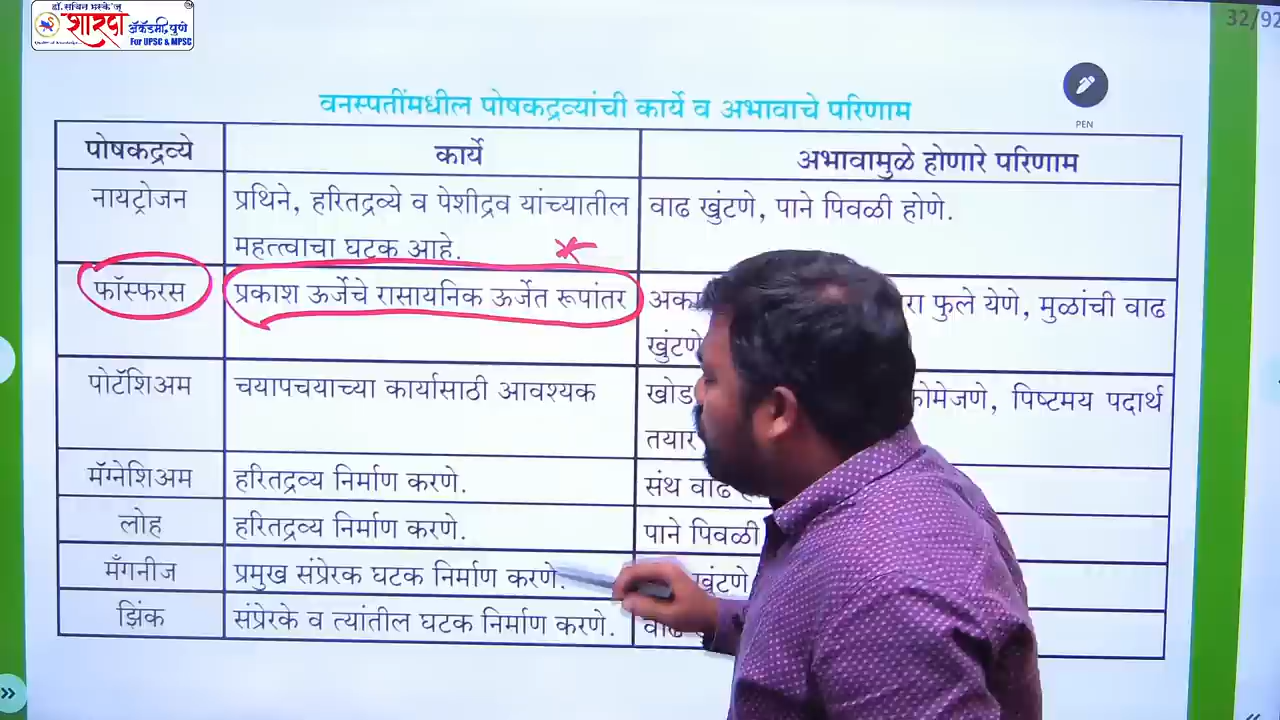 डॉ. सचिन भस्के'ज्
शारदा
ॲकॅडमी, पुणे
For UPSC & MPSC
32/92
PEN
वनस्पतींमधील पोषकद्रव्यांची कार्ये व अभावाचे परिणाम
पोषकद्रव्ये कार्ये अभावामुळे होणारे परिणाम
नायट्रोजन प्रथिने, हरितद्रव्ये व पेशीद्रव यांच्यातील वाढ खुंटणे, पाने पिवळी होणे.
महत्त्वाचा घटक आहे.
फॉस्फरस प्रकाश ऊर्जेचे रासायनिक ऊर्जेत रूपांतर फुले येणे, मुळांची वाढ
खुंटणे
पोटॅशिअम चयापचयाच्या कार्यासाठी आवश्यक पिष्टमय पदार्थ
तयार
मॅग्नेशिअम हरितद्रव्य निर्माण करणे. संथ वाढ
लोह हरितद्रव्य निर्माण करणे. पाने पिवळी
मँगनीज प्रमुख संप्रेरक घटक निर्माण करणे. खुंटणे
झिंक संप्रेरके व त्यांतील घटक निर्माण करणे. वाढ